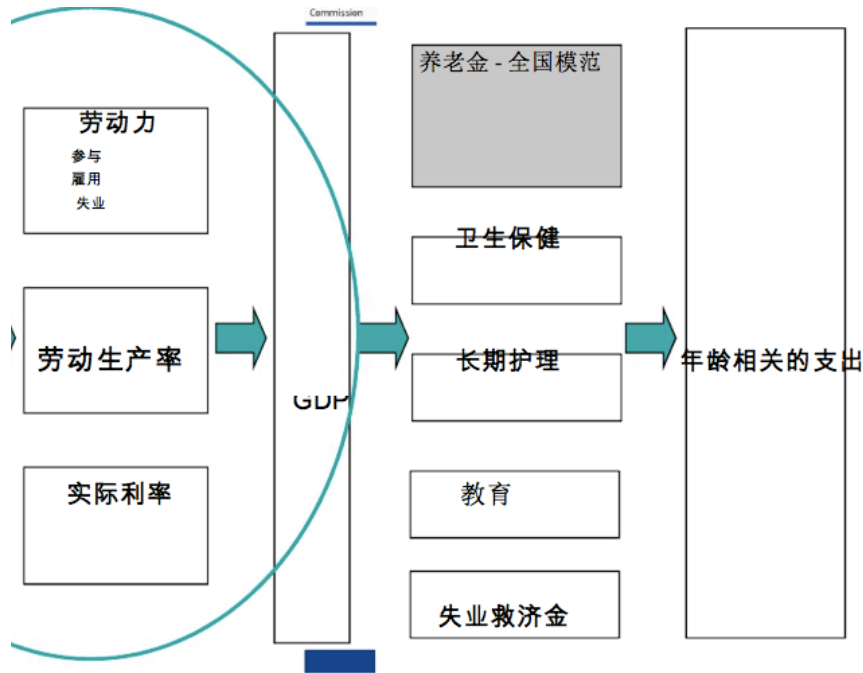 Commission
劳动力
参与
雇用
失业
劳动生产率
实际利率
GDP
养老金 - 全国模范
卫生保健
长期护理
教育
失业救济金
年龄相关的支出